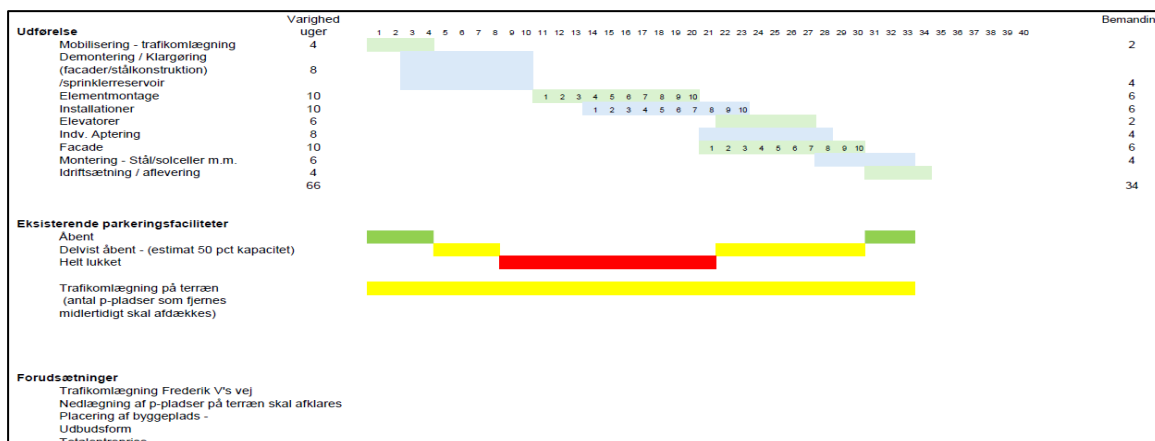 Varighed Bemanding
Udførelse uger 1 2 3 4 5 6 7 8 9 10 11 12 13 14 15 16 17 18 19 20 21 22 23 24 25 26 27 28 29 30 31 32 33 34 35 36 37 38 39 40
Mobilisering - trafikomlægning 4 2
Demontering / Klargøring
(facader/stålkonstruktion) 8
/sprinklerreservoir 4
Elementmontage 10 1 2 3 4 5 6 7 8 9 10 6
Installationer 10 1 2 3 4 5 6 7 8 9 10 6
Elevatorer 6 2
Indv. Aptering 8 4
Facade 10 1 2 3 4 5 6 7 8 9 10 6
Montering - Stål/solceller m.m. 6 4
Idriftsætning / aflevering 4
66 34
Eksisterende parkeringsfaciliteter
Åbent
Delvist åbent - (estimat 50 pct kapacitet)
Helt lukket
Trafikomlægning på terræn
(antal p-pladser som fjernes
midlertidigt skal afdækkes)
Forudsætninger
Trafikomlægning Frederik V's vej
Nedlægning af p-pladser på terræn skal afklares
Placering af byggeplads -
Udbudsform
Totalentreprise